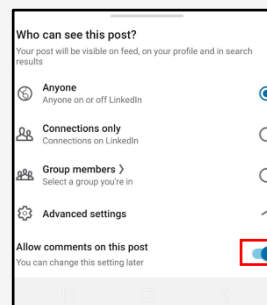 Who can see this post?
Your post will be visible on feed, on your profile and in search
results
Anyone
Anyone on or off LinkedIn
Connections only
Connections on LinkedIn
Group members 〉
Select a group you're in
Advanced settings
Allow comments on this post
You can change this setting later